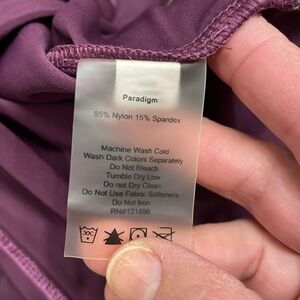 Paradigm
85% Nylon 15% Spandex
Machine Wash Cold
Wash Dark Colors Separately
Do Not Bleach
Tumble Dry Low
Do not Dry Clean
Do Not Use Fabric Softeners
Do Not Iron
RN#121896
30C